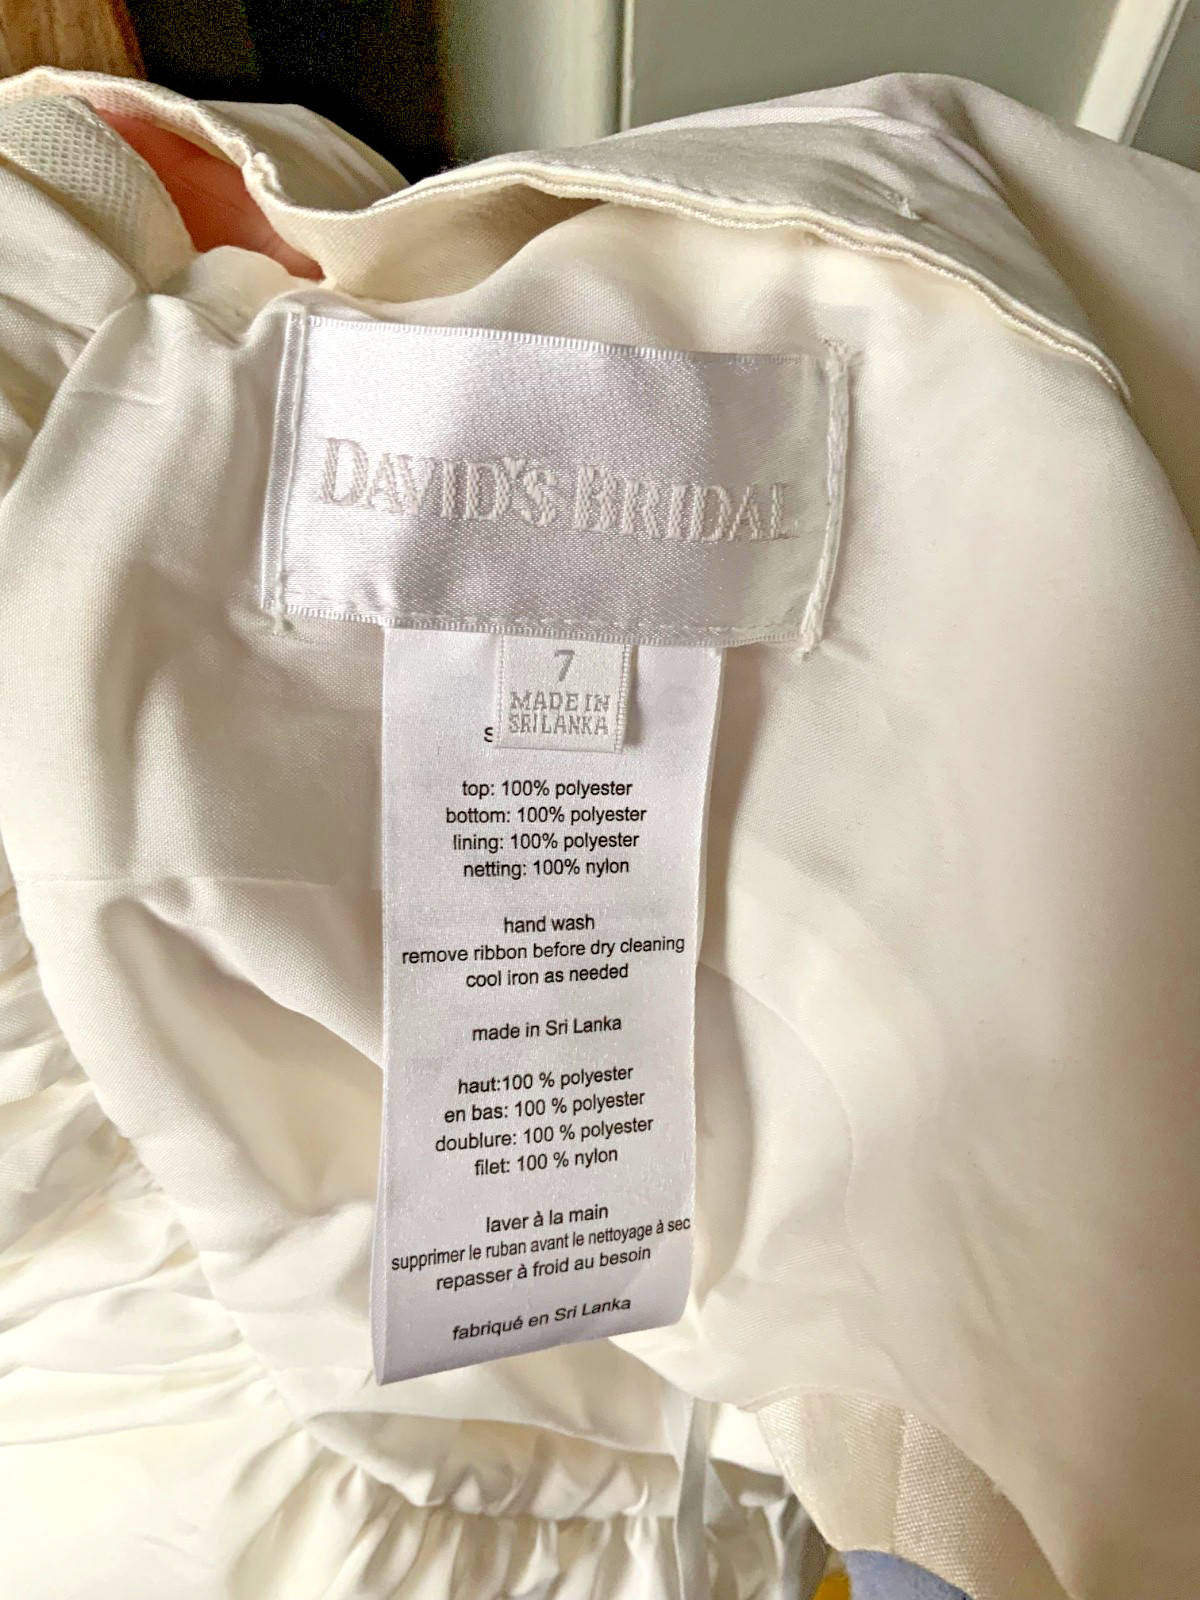 DAVID'S BRIDAL
7
MADE IN
SRI LANKA
top: 100% polyester
bottom: 100% polyester
lining: 100% polyester
netting: 100% nylon
hand wash
remove ribbon before dry cleaning
cool iron as needed
made in Sri Lanka
haut:100 % polyester
en bas: 100 % polyester
doublure: 100 % polyester
filet: 100 % nylon
laver à la main
supprimer le ruban avant le nettoyage à sec
repasser à froid au besoin
fabriqué en Sri Lanka